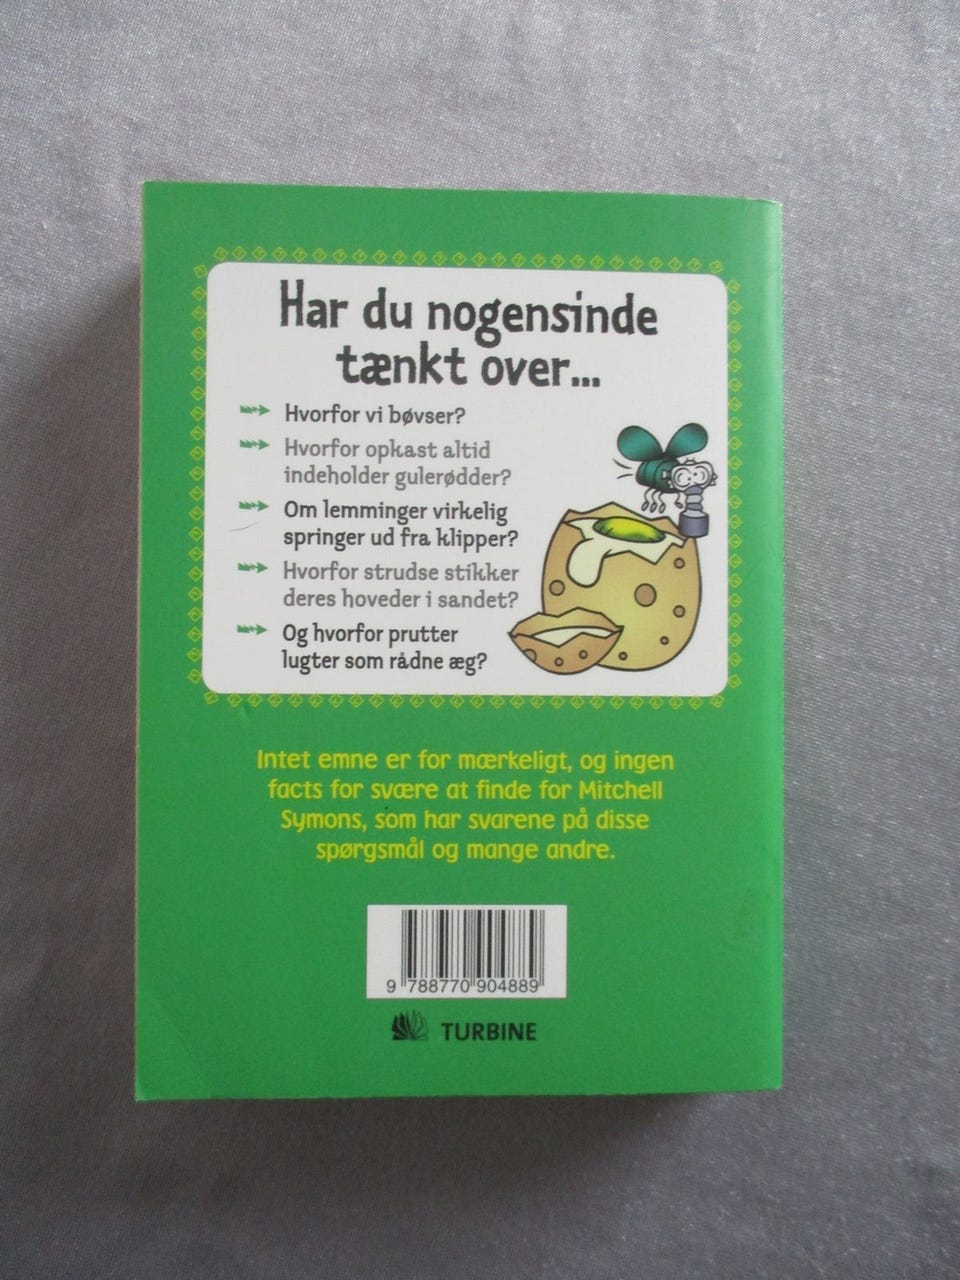 Har du nogensinde
tænkt over...
Hvorfor vi bøvser?
Hvorfor opkast altid
indeholder gulerødder?
Om lemminger virkelig
springer ud fra klipper?
Hvorfor strudse stikker
deres hoveder i sandet?
Og hvorfor prutter
lugter som rådne æg?
Intet emne er for mærkeligt, og ingen
facts for svære at finde for Mitchell
Symons, som har svarene på disse
spørgsmål og mange andre.
9 788770 904889
TURBINE